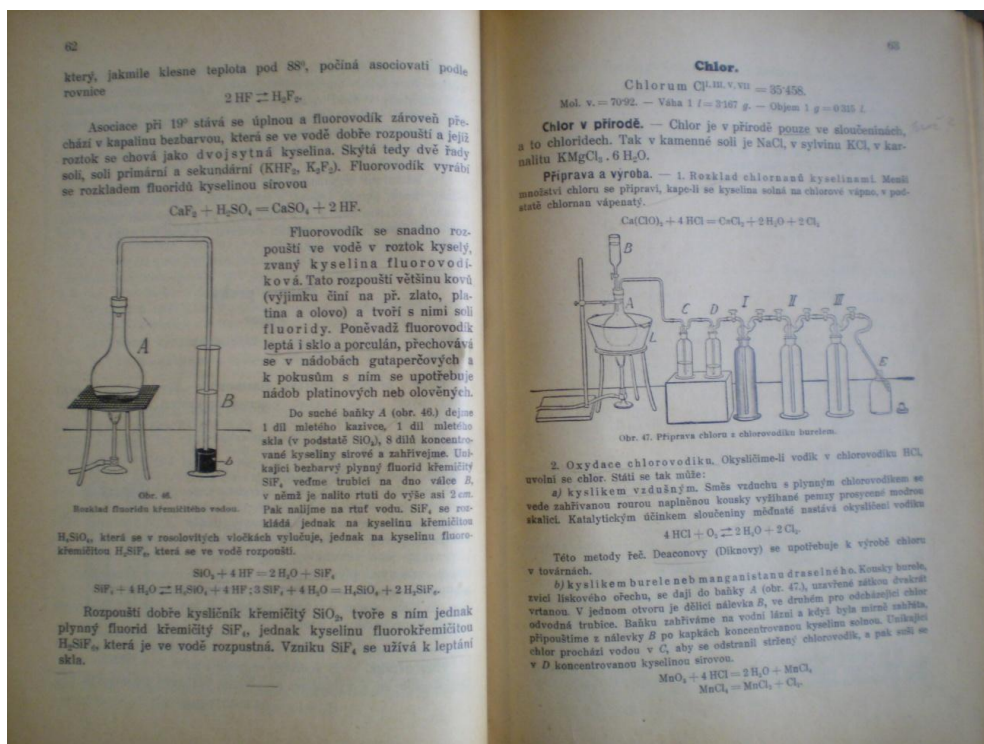 62
který, jakmile klesne teplota pod 88°, počíná asociovati podle
rovnice
2 HF ⇄ H₂F₂.
Asociace při 19° stává se úplnou a fluorovodík zároveň pře-
chází v kapalinu bezbarvou, která se ve vodě dobře rozpouští a jejíž
roztok se chová jako dvojsytná kyselina. Skýtá tedy dvě řady
solí, soli primární a sekundární (KHF₂, K₂F₂). Fluorovodík vyrábí
se rozkladem fluoridů kyselinou sírovou
CaF₂ + H₂SO₄ = CaSO₄ + 2 HF.
Fluorovodík se snadno roz-
pouští ve vodě v roztok kyselý,
zvaný kyselina fluorovodí-
ková. Tato rozpouští většinu kovů
(výjimku činí na př. zlato, pla-
tina a olovo) a tvoří s nimi soli
fluoridy. Poněvadž fluorovodík
leptá i sklo a porculán, přechovává
se v nádobách gutaperčových a
k pokusům s ním se upotřebuje
nádob platinových neb olověných.
Do suché baňky A (obr. 46.) dejme
1 díl mletého kazivce, 1 díl mletého
skla (v podstatě SiO₂), 8 dílů koncentro-
vané kyseliny sírové a zahřívejme. Uni-
kající bezbarvý plynný fluorid křemičitý
SiF₄ veďme trubicí na dno válce B,
v němž je nalito rtuti do výše asi 2 cm.
Pak nalijme na rtuť vodu. SiF₄ se roz-
kládá jednak na kyselinu křemičitou
A
B
b
Obr. 46.
Rozklad fluoridu křemičitého vodou.
H₄SiO₄, která se v rosolovitých vločkách vylučuje, jednak na kyselinu fluoro-
křemičitou H₂SiF₆, která se ve vodě rozpouští.
SiO₂ + 4 HF = 2 H₂O + SiF₄
SiF₄ + 4 H₂O ⇄ H₄SiO₄ + 4 HF; 3 SiF₄ + 4 H₂O = H₄SiO₄ + 2 H₂SiF₆.
Rozpouští dobře kysličník křemičitý SiO₂, tvoře s ním jednak
plynný fluorid křemičitý SiF₄, jednak kyselinu fluorokřemičitou
H₂SiF₆, která je ve vodě rozpustná. Vzniku SiF₄ se užívá k leptání
skla.
63
Chlor.
Chlorum Cl I, III, V, VII = 35·458.
Mol. v. = 70·92. — Váha 1 l = 3·167 g. — Objem 1 g = 0·315 l.
Chlor v přírodě. — Chlor je v přírodě pouze ve sloučeninách,
a to chloridech. Tak v kamenné soli je NaCl, v sylvinu KCl, v kar-
nalitu KMgCl₃ . 6 H₂O.
Příprava a výroba. — 1. Rozklad chlornanů kyselinami. Menší
množství chloru se připraví, kape-li se kyselina solná na chlorové vápno, v pod-
statě chlornan vápenatý.
Ca(ClO)₂ + 4 HCl = CaCl₂ + 2 H₂O + 2 Cl₂
B
A
L
C
D
I
II
III
E
Obr. 47. Příprava chloru z chlorovodíku burelem.
2. Oxydace chlorovodíku. Okysličíme-li vodík v chlorovodíku HCl,
uvolní se chlor. Státi se tak může:
a) kyslíkem vzdušným. Směs vzduchu s plynným chlorovodíkem se
vede zahřívanou rourou naplněnou kousky vyžíhané pemzy prosycené modrou
skalicí. Katalytickým účinkem sloučeniny měďnaté nastává okysličení vodíku
4 HCl + O₂ ⇄ 2 H₂O + 2 Cl₂.
Této methody řeč. Deaconovy (Díknovy) se upotřebuje k výrobě chloru
v továrnách.
b) kyslíkem burele neb manganistanu draselného. Kousky burele,
zvící lískového ořechu, se dají do baňky A (obr. 47.), uzavřené zátkou dvakrát
vrtanou. V jednom otvoru je dělicí nálevka B, ve druhém pro odcházející chlor
odvodná trubice. Baňku zahříváme na vodní lázni a když byla mírně zahřáta,
připouštíme z nálevky B po kapkách koncentrovanou kyselinu solnou. Unikající
chlor prochází vodou v C, aby se odstranil stržený chlorovodík, a pak suší se
v D koncentrovanou kyselinou sírovou.
MnO₂ + 4 HCl = 2 H₂O + MnCl₄
MnCl₄ = MnCl₂ + Cl₂.